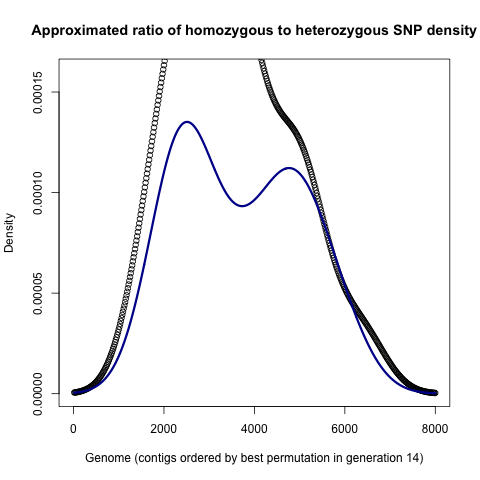 Approximated ratio of homozygous to heterozygous SNP density
0.00015
0.00010
0.00005
0.00000
Density
0 2000 4000 6000 8000
Genome (contigs ordered by best permutation in generation 14)